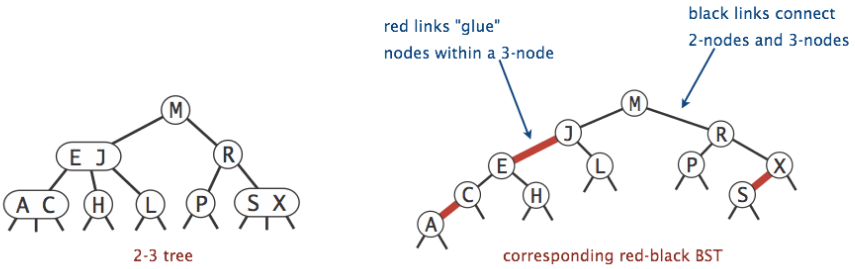 red links "glue"
nodes within a 3-node
black links connect
2-nodes and 3-nodes
M
E J
R
A C
H
L
P
S X
2-3 tree
M
J
R
E
L
P
X
C
H
S
A
corresponding red-black BST